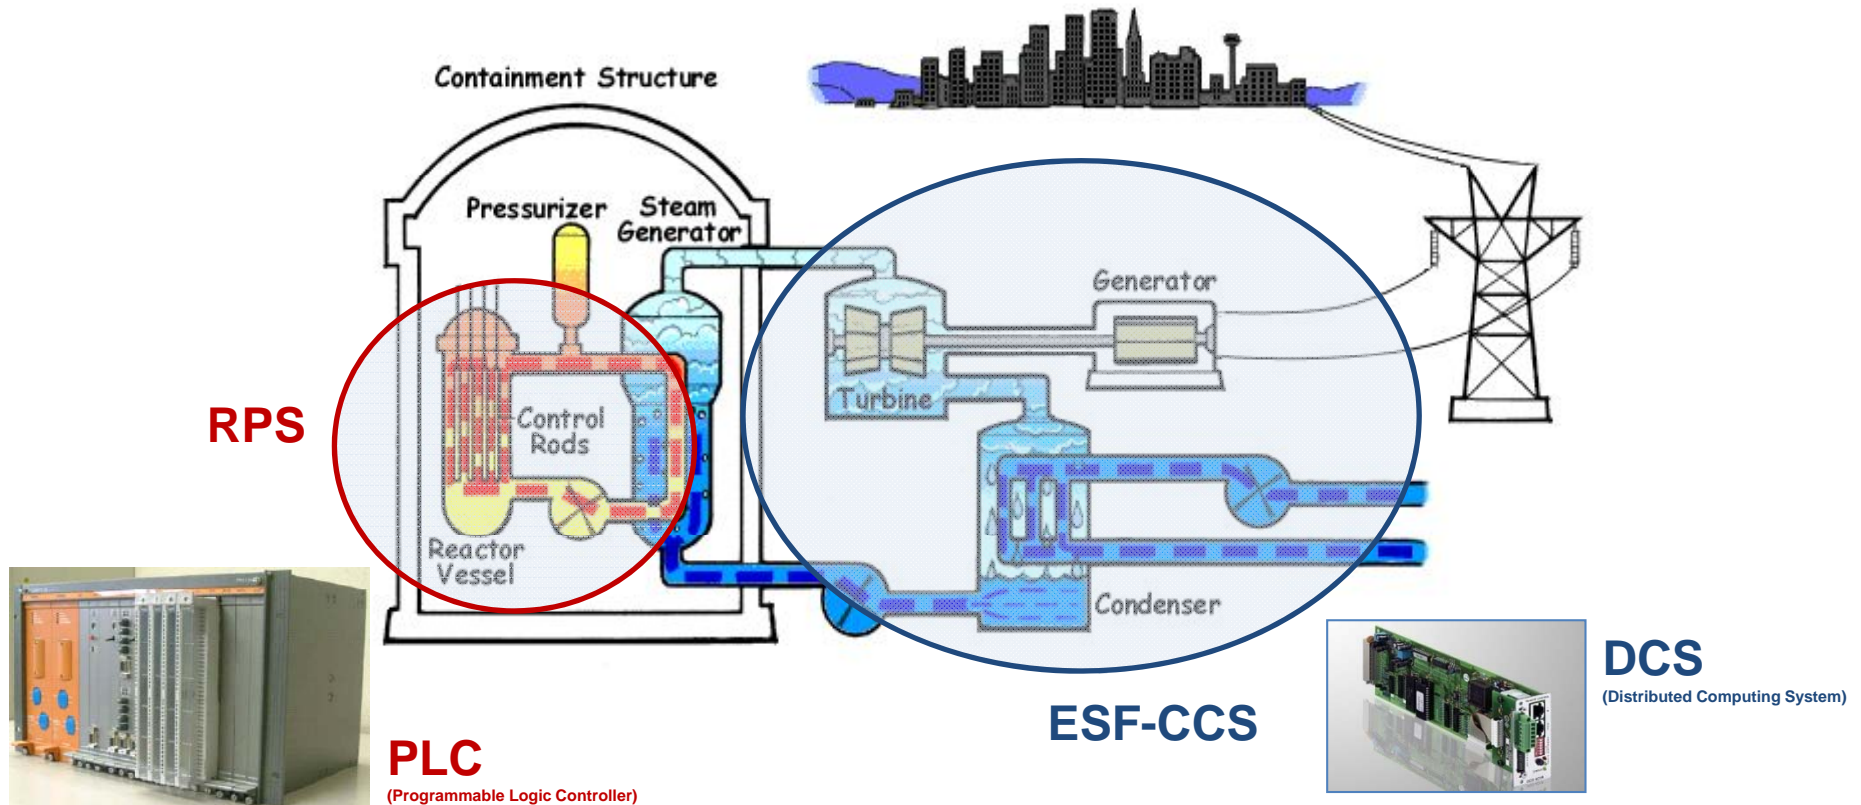 Containment Structure
Pressurizer
Steam
Generator
Generator
Turbine
RPS
Control
Rods
Reactor
Vessel
Condenser
ESF-CCS
DCS
(Distributed Computing System)
PLC
(Programmable Logic Controller)